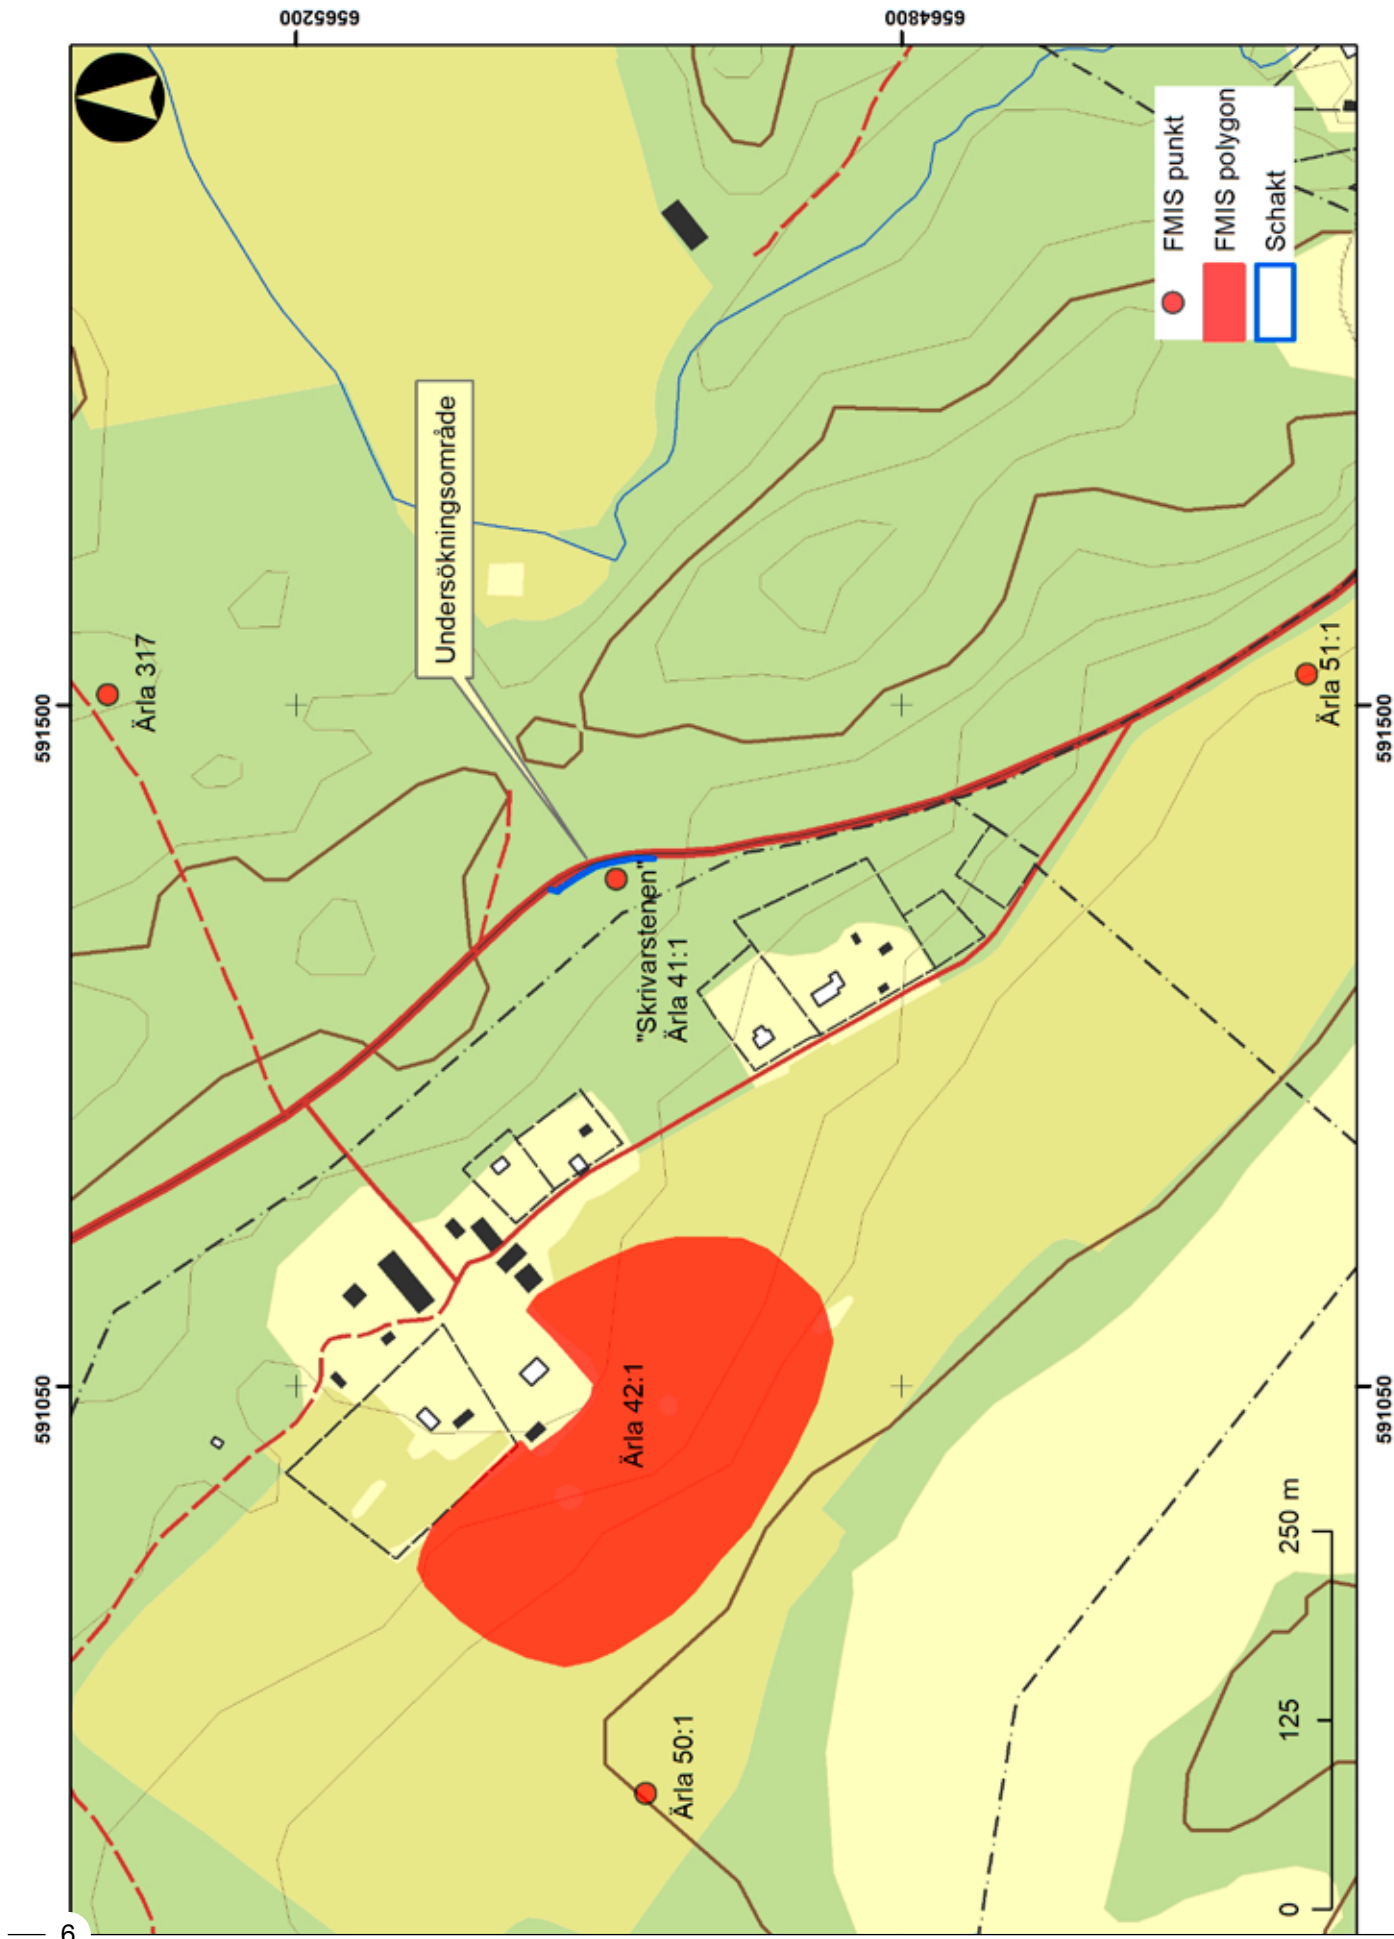 6565200
6564800
FMIS punkt
FMIS polygon
Schakt
Undersökningsområde
Ärla 317
591500
591500
Ärla 51:1
"Skrivarstenen"
Ärla 41:1
591050
591050
Ärla 42:1
Ärla 50:1
0 125 250 m
6